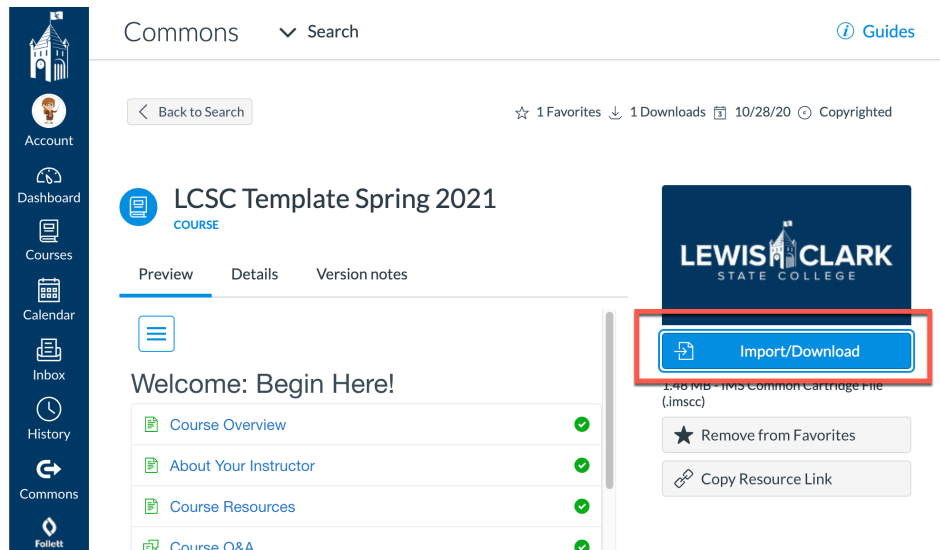 Commons
Search
Guides
Account
Dashboard
Courses
Calendar
Inbox
History
Commons
Follett
Back to Search
1 Favorites
1 Downloads
10/28/20
Copyrighted
LCSC Template Spring 2021
COURSE
Preview
Details
Version notes
Welcome: Begin Here!
Course Overview
About Your Instructor
Course Resources
Course Q&A
LEWIS CLARK
STATE COLLEGE
Import/Download
1.48 MB - IMS Common Cartridge File
(.imscc)
Remove from Favorites
Copy Resource Link